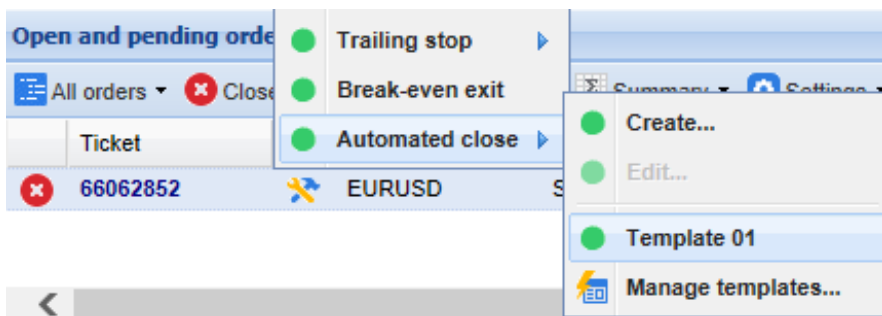 Open and pending orde
Trailing stop
All orders
Close
Break-even exit
Summary
Settings
Ticket
Automated close
Create...
Edit...
66062852
EURUSD
S
Template 01
Manage templates...